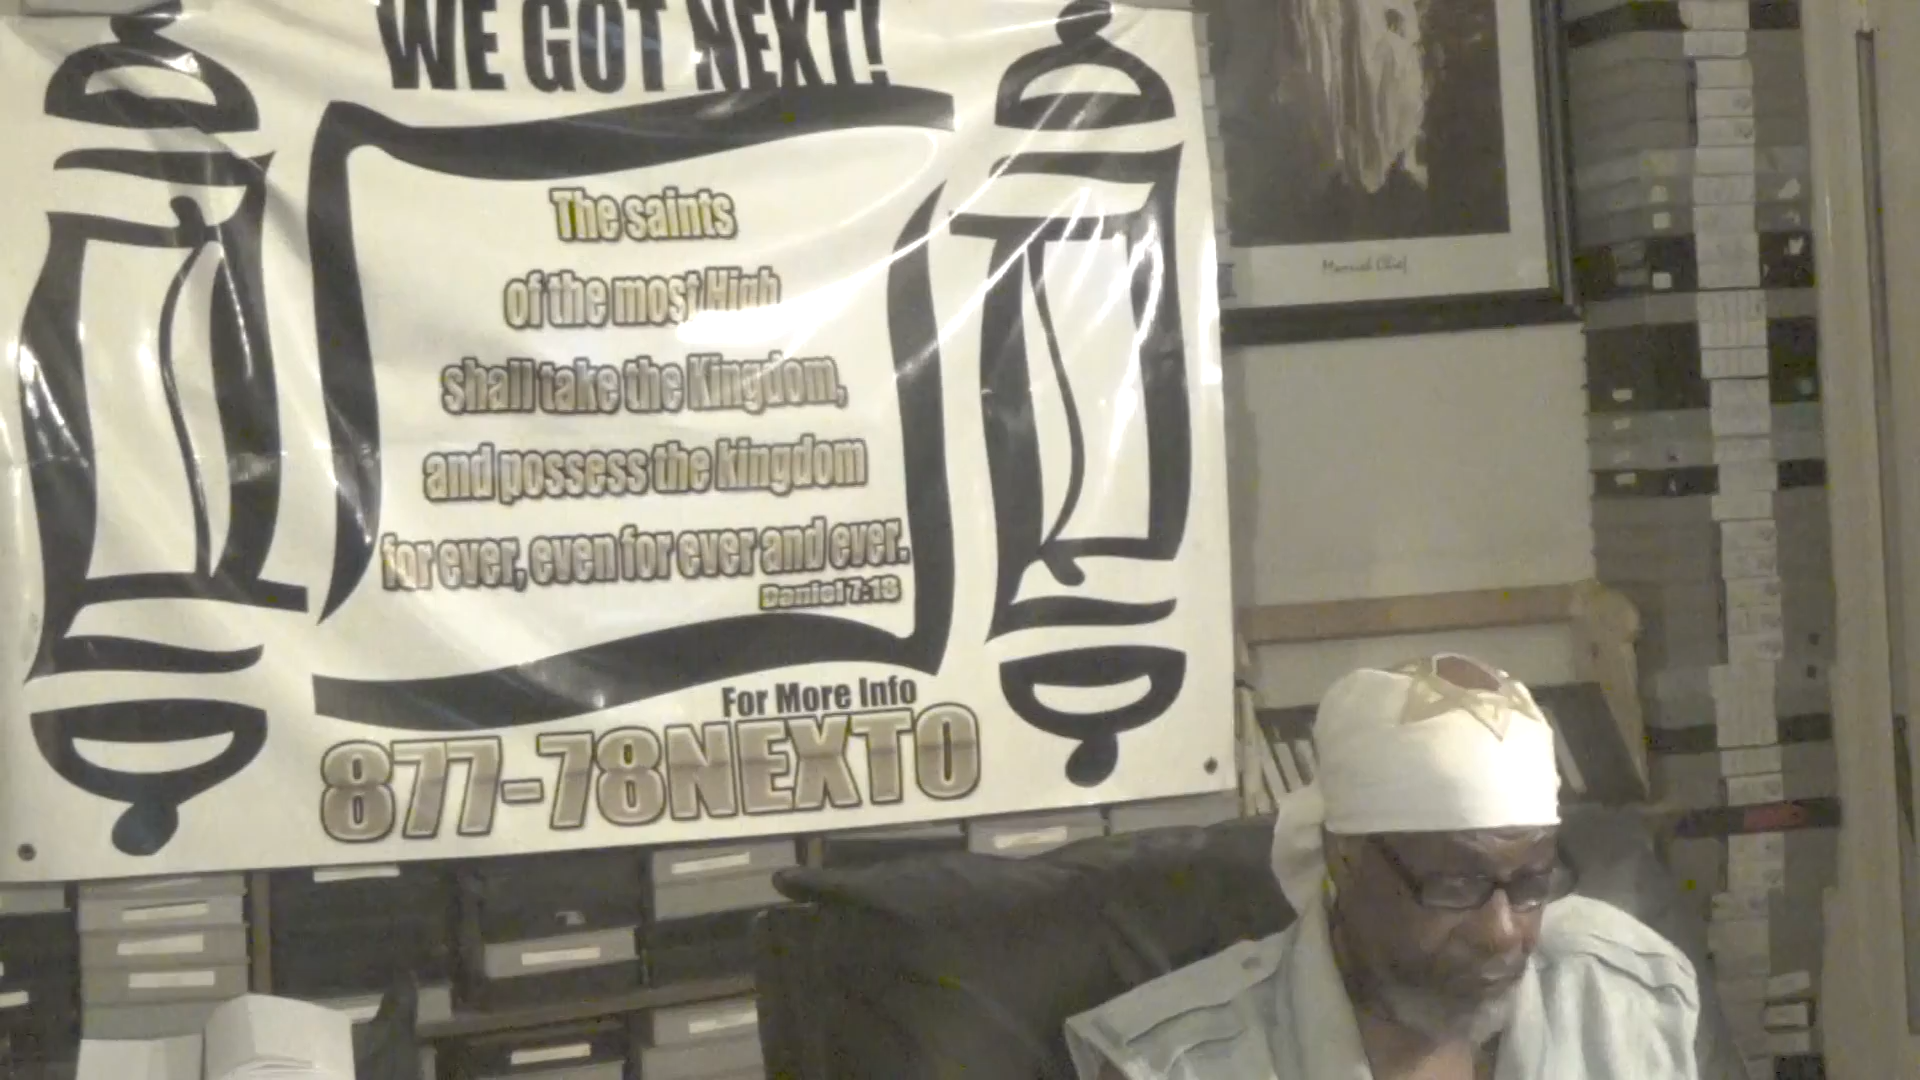 WE GOT NEXT!
The saints
of the most High
shall take the Kingdom,
and possess the kingdom
for ever, even for ever and ever.
Daniel 7:18
For More Info
877-78NEXT0